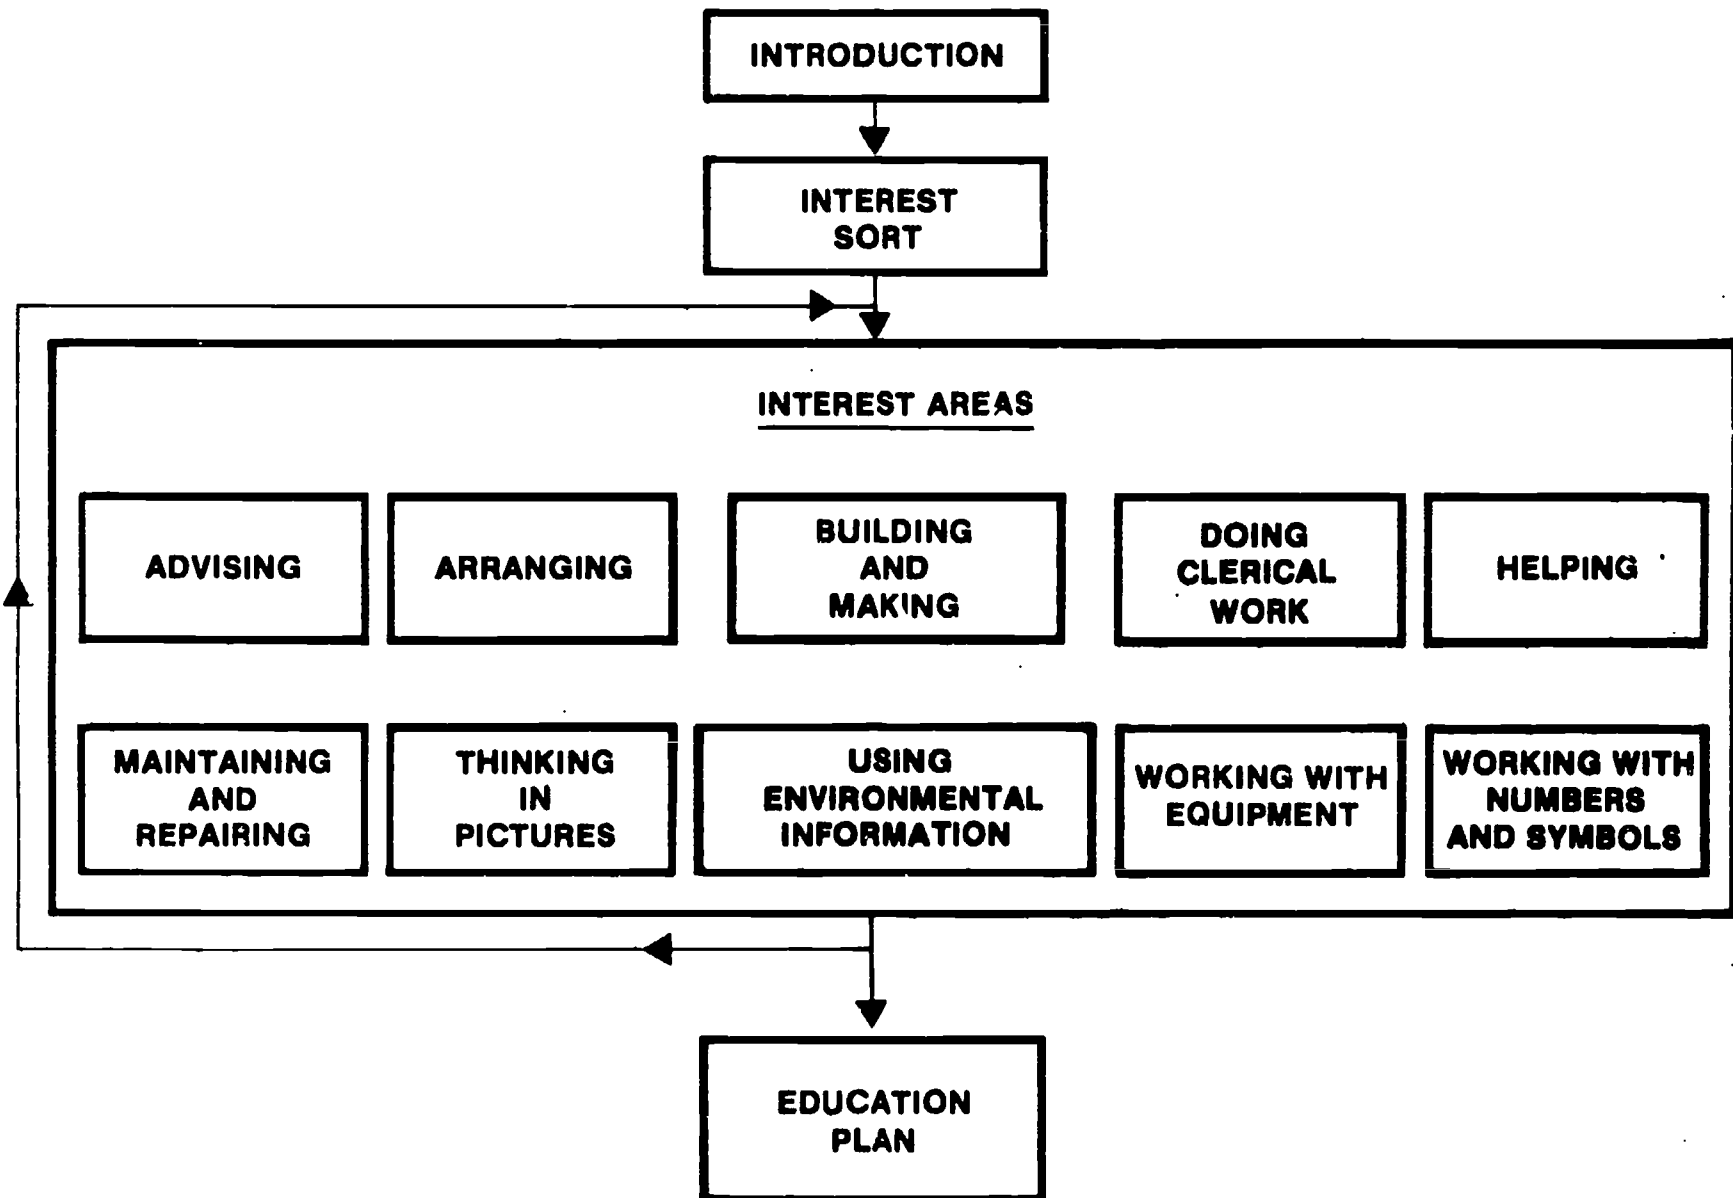 INTRODUCTION
INTEREST
SORT
INTEREST AREAS
ADVISING
ARRANGING
BUILDING
AND
MAKING
DOING
CLERICAL
WORK
HELPING
MAINTAINING
AND
REPAIRING
THINKING
IN
PICTURES
USING
ENVIRONMENTAL
INFORMATION
WORKING WITH
EQUIPMENT
WORKING WITH
NUMBERS
AND SYMBOLS
EDUCATION
PLAN